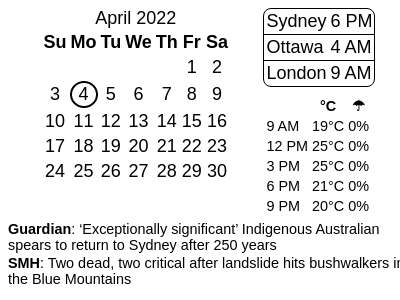 April 2022
Su Mo Tu We Th Fr Sa
1 2
3 4 5 6 7 8 9
10 11 12 13 14 15 16
17 18 19 20 21 22 23
24 25 26 27 28 29 30
Sydney 6 PM
Ottawa 4 AM
London 9 AM
°C ☂
9 AM 19°C 0%
12 PM 25°C 0%
3 PM 25°C 0%
6 PM 21°C 0%
9 PM 20°C 0%
Guardian: ‘Exceptionally significant’ Indigenous Australian
spears to return to Sydney after 250 years
SMH: Two dead, two critical after landslide hits bushwalkers in
the Blue Mountains